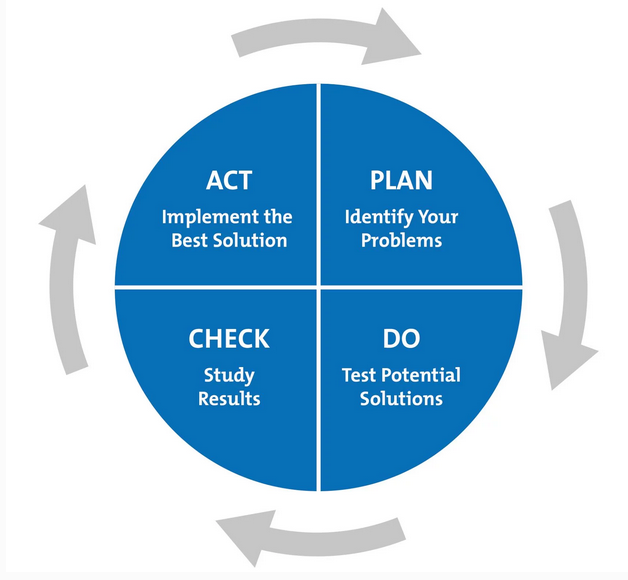 ACT
Implement the
Best Solution
PLAN
Identify Your
Problems
CHECK
Study
Results
DO
Test Potential
Solutions